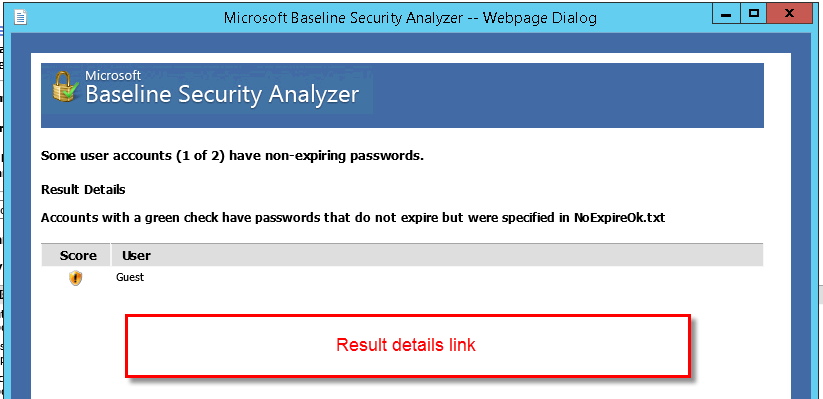 Microsoft Baseline Security Analyzer -- Webpage Dialog
Microsoft
Baseline Security Analyzer
Some user accounts (1 of 2) have non-expiring passwords.
Result Details
Accounts with a green check have passwords that do not expire but were specified in NoExpireOk.txt
Score User
Guest
Result details link